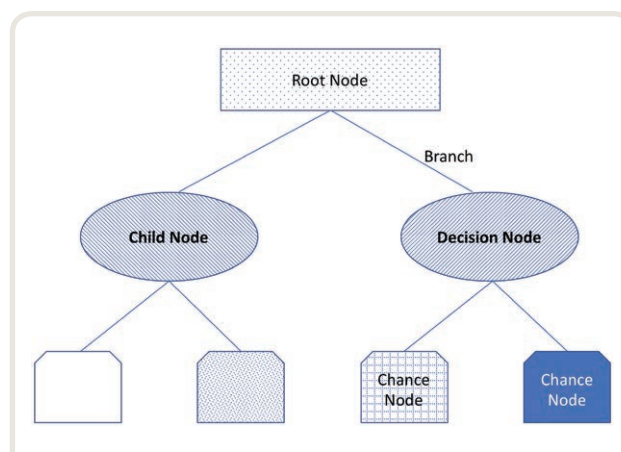 Root Node
Branch
Child Node
Decision Node
Chance
Node
Chance
Node